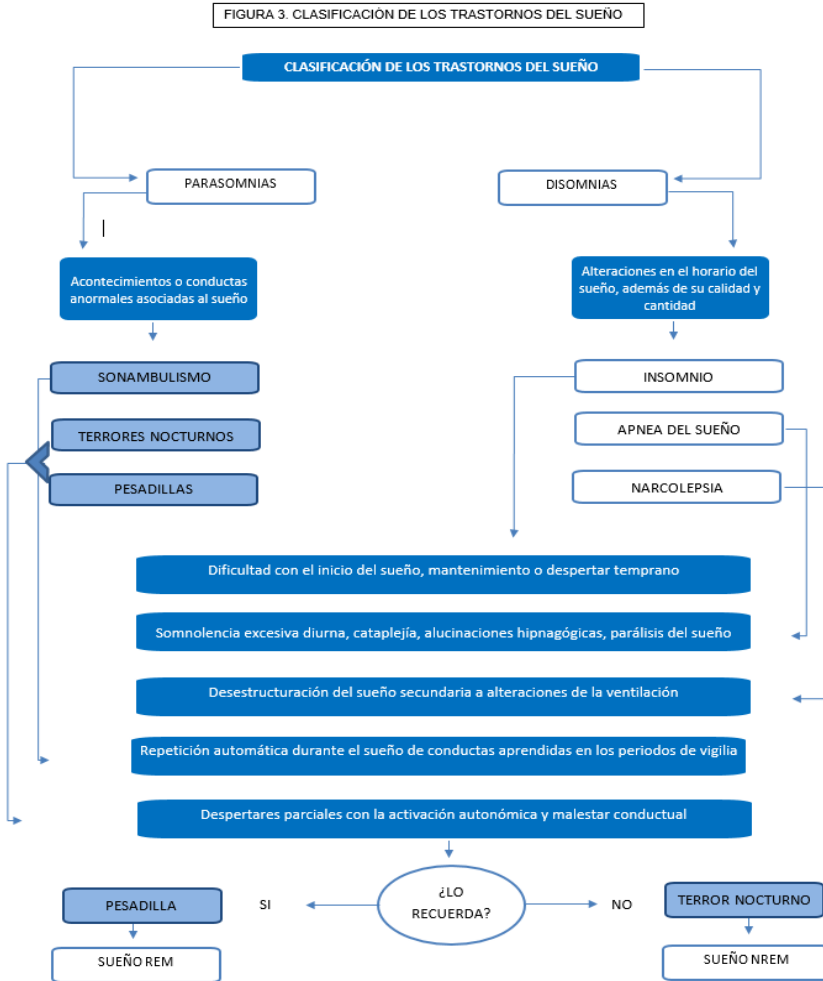 FIGURA 3. CLASIFICACIÓN DE LOS TRASTORNOS DEL SUEÑO
CLASIFICACIÓN DE LOS TRASTORNOS DEL SUEÑO
PARASOMNIAS
DISOMNIAS
Acontecimientos o conductas
anormales asociadas al sueño
Alteraciones en el horario del
sueño, además de su calidad y
cantidad
SONAMBULISMO
TERRORES NOCTURNOS
PESADILLAS
INSOMNIO
APNEA DEL SUEÑO
NARCOLEPSIA
Dificultad con el inicio del sueño, mantenimiento o despertar temprano
Somnolencia excesiva diurna, cataplejía, alucinaciones hipnagógicas, parálisis del sueño
Desestructuración del sueño secundaria a alteraciones de la ventilación
Repetición automática durante el sueño de conductas aprendidas en los periodos de vigilia
Despertares parciales con la activación autonómica y malestar conductual
¿LO
RECUERDA?
SI
NO
PESADILLA
TERROR NOCTURNO
SUEÑO REM
SUEÑO NREM